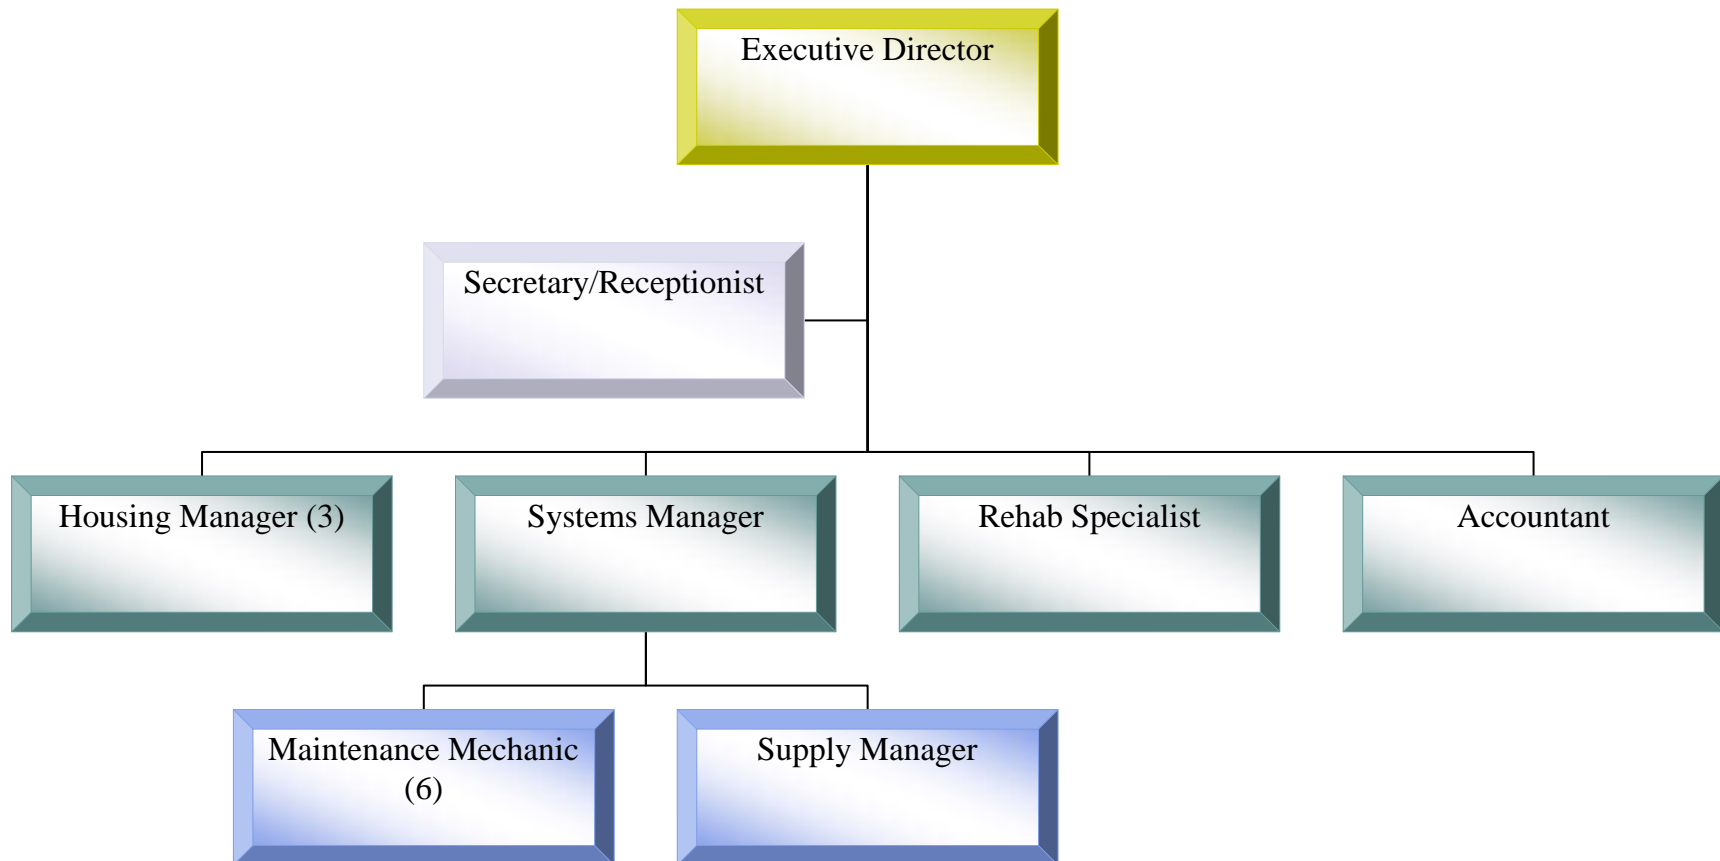 Executive Director
Secretary/Receptionist
Housing Manager (3)
Systems Manager
Rehab Specialist
Accountant
Maintenance Mechanic
(6)
Supply Manager